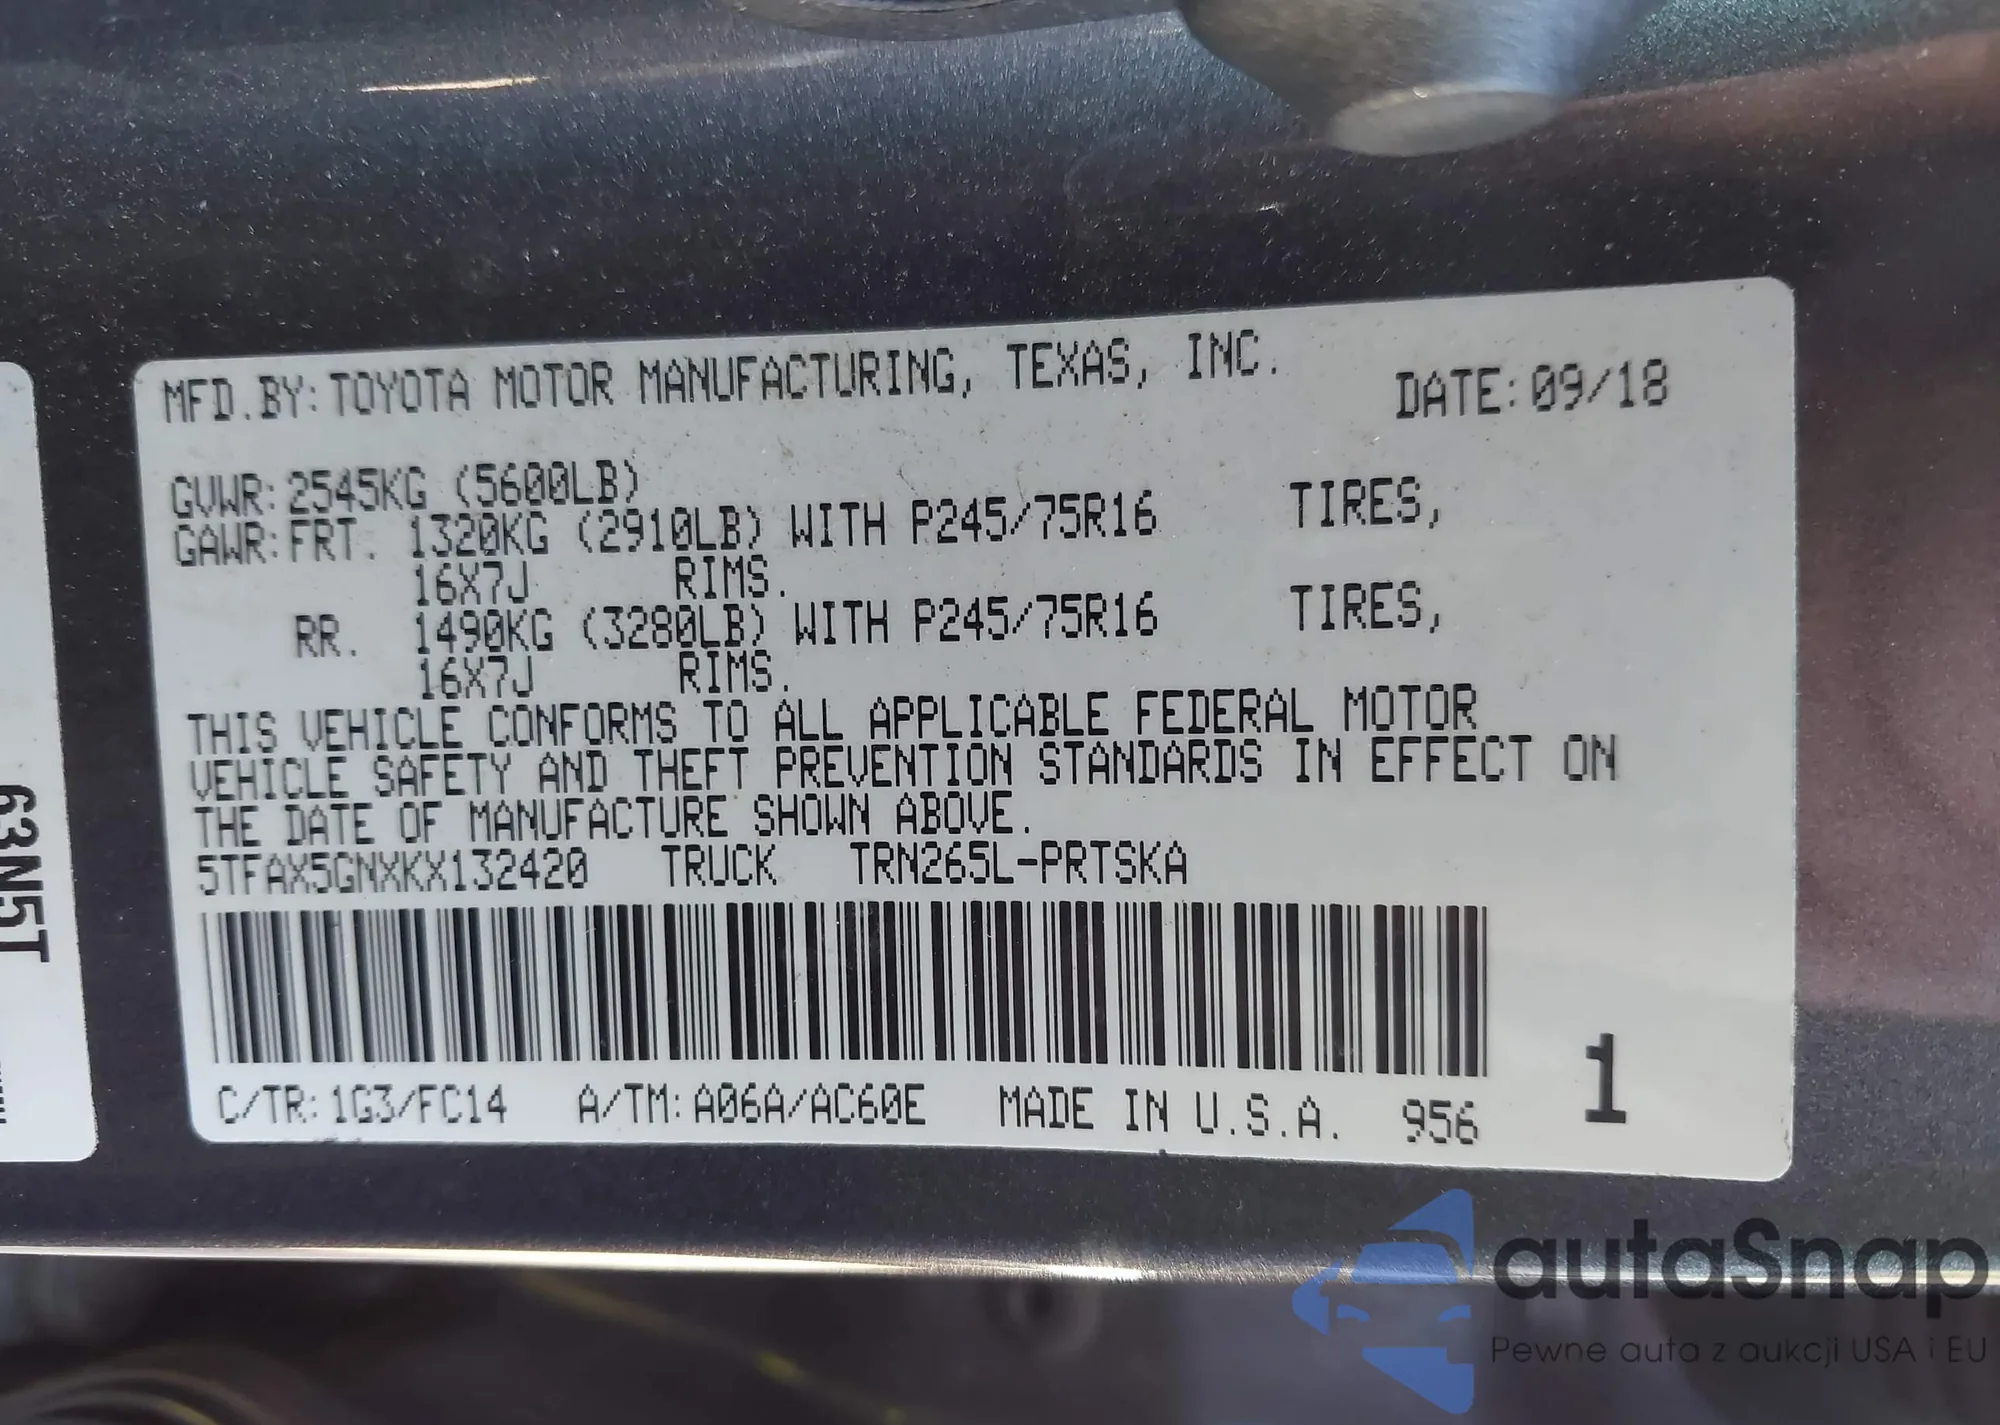 MFD.BY:TOYOTA MOTOR MANUFACTURING, TEXAS, INC. DATE:09/18
GVWR:2545KG (5600LB)
GAWR:FRT. 1320KG (2910LB) WITH P245/75R16 TIRES,
16X7J RIMS.
RR. 1490KG (3280LB) WITH P245/75R16 TIRES,
16X7J RIMS.
THIS VEHICLE CONFORMS TO ALL APPLICABLE FEDERAL MOTOR
VEHICLE SAFETY AND THEFT PREVENTION STANDARDS IN EFFECT ON
THE DATE OF MANUFACTURE SHOWN ABOVE.
5TFAX5GNXKX132420 TRUCK TRN265L-PRTSKA
C/TR:1G3/FC14 A/TM:A06A/AC60E MADE IN U.S.A. 956 1
autaSnap
Pewne auta z aukcji USA i EU